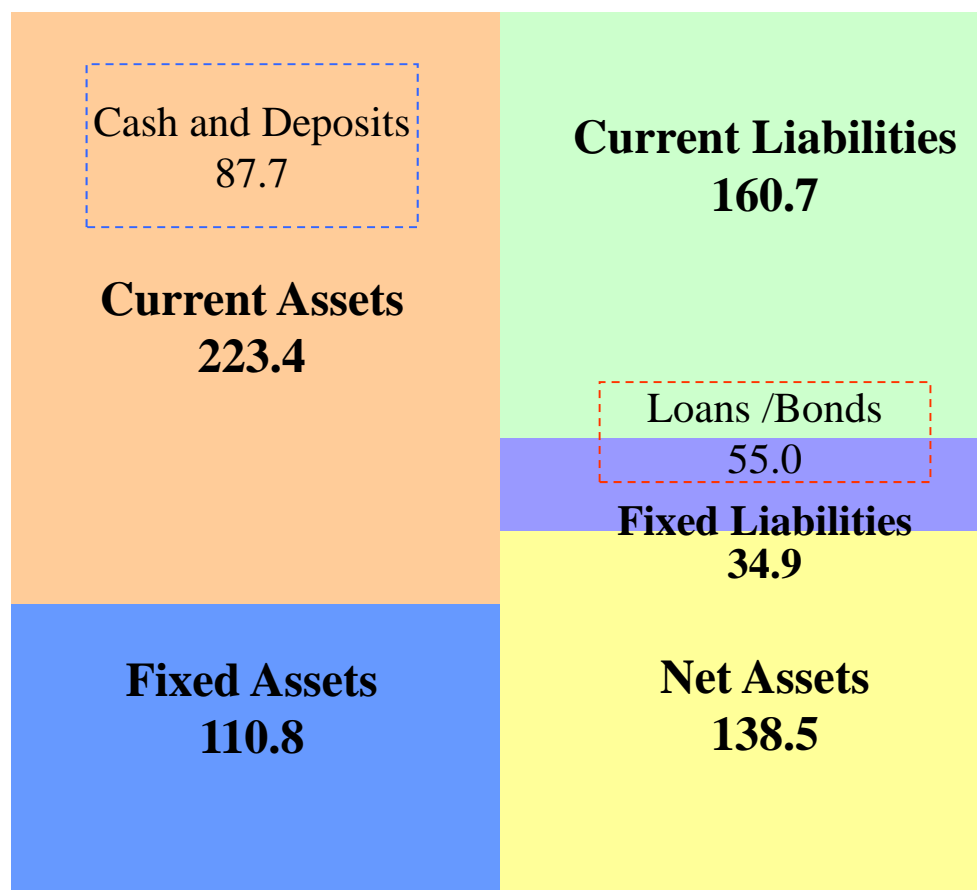 Cash and Deposits
87.7
Current Assets
223.4
Fixed Assets
110.8
Current Liabilities
160.7
Loans /Bonds
55.0
Fixed Liabilities
34.9
Net Assets
138.5